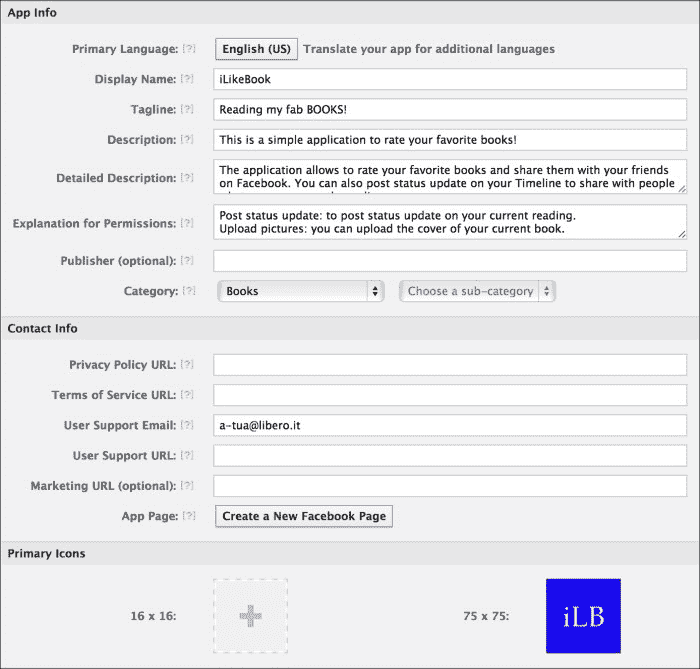 App Info
Primary Language: [?] English (US) Translate your app for additional languages
Display Name: [?] iLikeBook
Tagline: [?] Reading my fab BOOKS!
Description: [?] This is a simple application to rate your favorite books!
Detailed Description: [?] The application allows to rate your favorite books and share them with your friends
on Facebook. You can also post status update on your Timeline to share with people
Explanation for Permissions: [?] Post status update: to post status update on your current reading.
Upload pictures: you can upload the cover of your current book.
Publisher (optional): [?]
Category: [?] Books Choose a sub-category
Contact Info
Privacy Policy URL: [?]
Terms of Service URL: [?]
User Support Email: [?] a-tua@libero.it
User Support URL: [?]
Marketing URL (optional): [?]
App Page: [?] Create a New Facebook Page
Primary Icons
16 x 16: 75 x 75: iLB